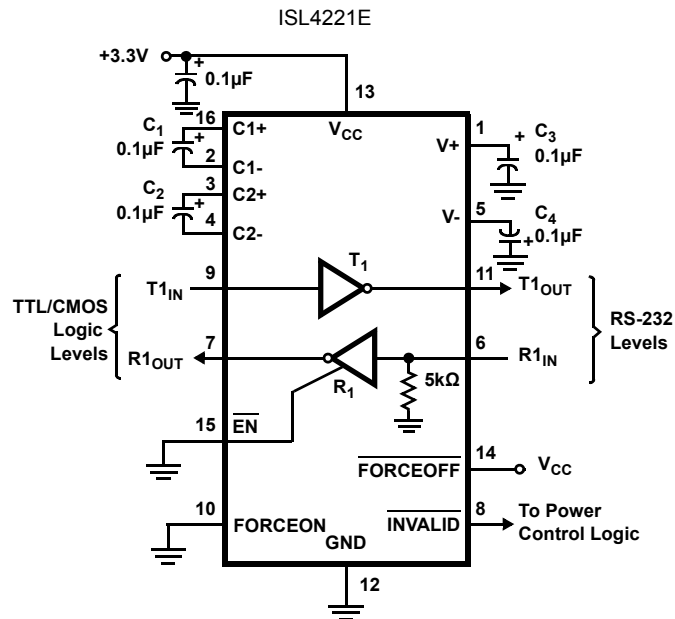 ISL4221E
+3.3V
+
0.1µF
13
16
C1+
VCC
1
V+
+
C3
0.1µF
C1
0.1µF
+
2
C1-
3
C2+
C2
0.1µF
+
4
C2-
5
V-
C4
0.1µF
+
9
T1IN
T1
11
T1OUT
TTL/CMOS
Logic
Levels
RS-232
Levels
7
R1OUT
R1
5kΩ
6
R1IN
15
EN
14
FORCEOFF
VCC
10
FORCEON
INVALID
8
To Power
Control Logic
GND
12